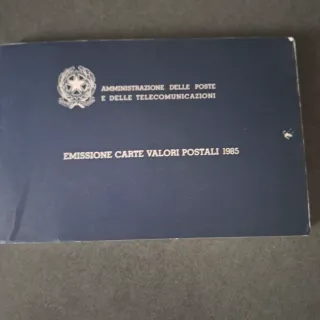 AMMINISTRAZIONE DELLE POSTE
E DELLE TELECOMUNICAZIONI
EMISSIONE CARTE VALORI POSTALI 1985